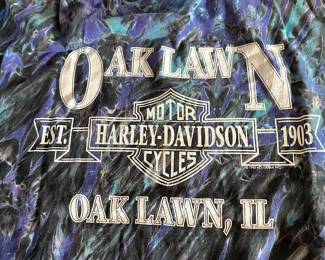 OAK LAWN
MOTOR
EST. HARLEY-DAVIDSON 1903
CYCLES
OAK LAWN, IL